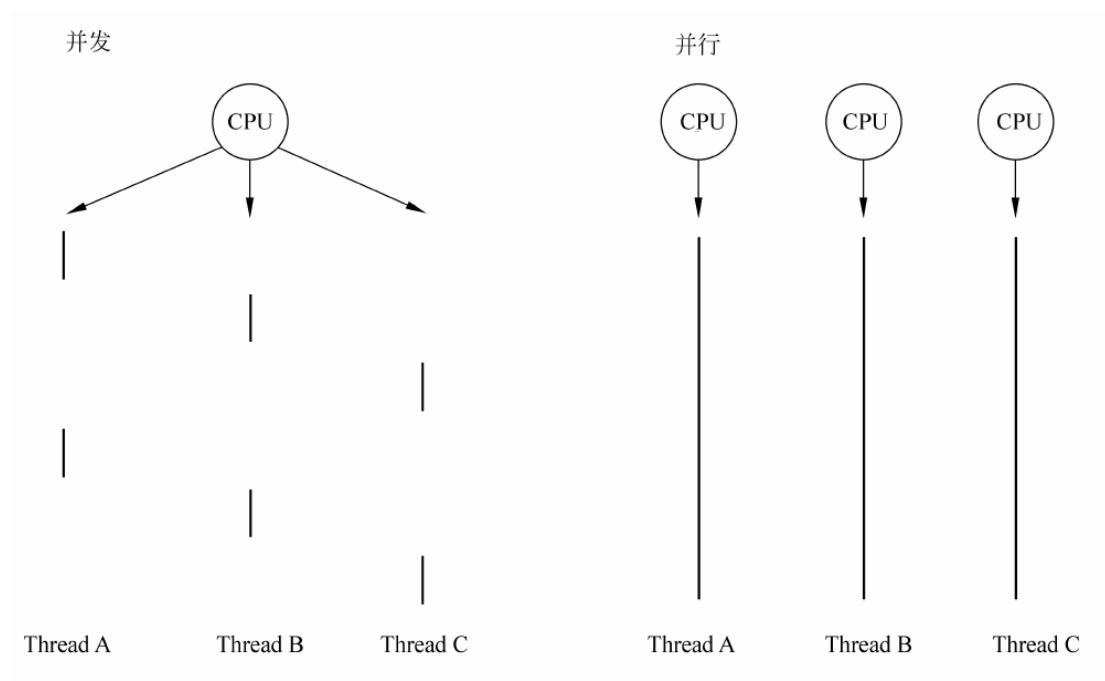 并发
并行
CPU
CPU
CPU
CPU
Thread A
Thread B
Thread C
Thread A
Thread B
Thread C